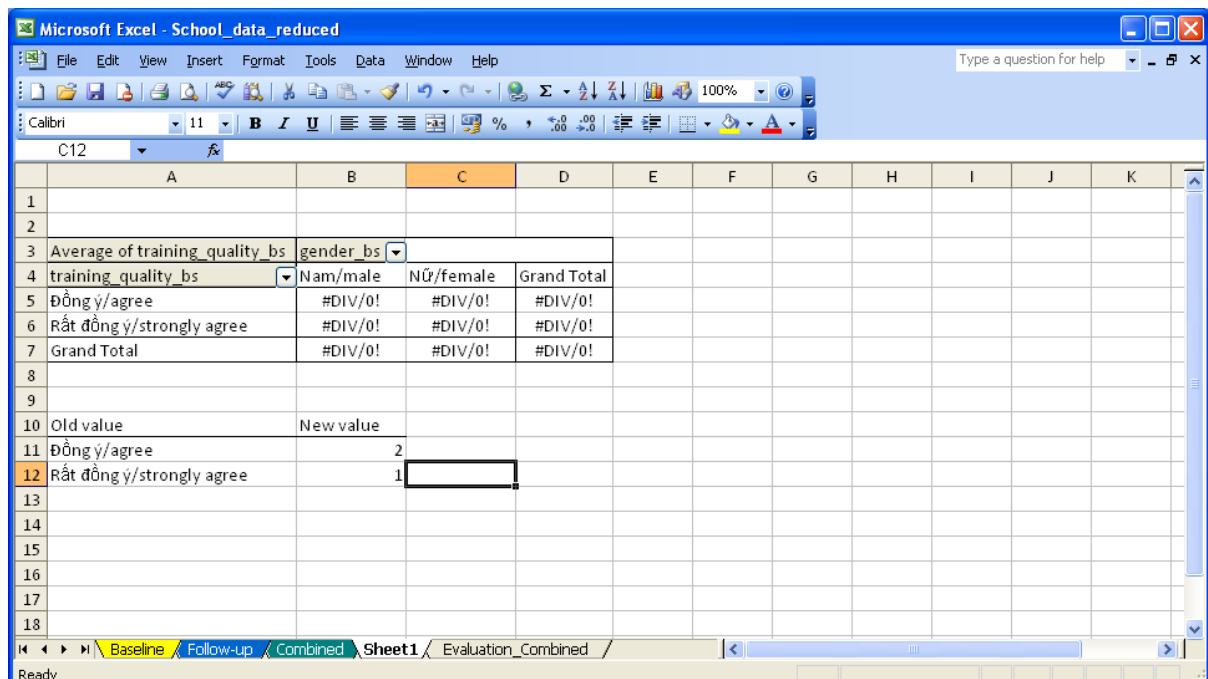 Microsoft Excel - School_data_reduced
File Edit View Insert Format Tools Data Window Help Type a question for help
100%
Calibri 11 B I U
C12 fx
A B C D E F G H I J K
1
2
3 Average of training_quality_bs gender_bs
4 training_quality_bs Nam/male Nữ/female Grand Total
5 Đồng ý/agree #DIV/0! #DIV/0! #DIV/0!
6 Rất đồng ý/strongly agree #DIV/0! #DIV/0! #DIV/0!
7 Grand Total #DIV/0! #DIV/0! #DIV/0!
8
9
10 Old value New value
11 Đồng ý/agree 2
12 Rất đồng ý/strongly agree 1
13
14
15
16
17
18
Baseline Follow-up Combined Sheet1 Evaluation_Combined
Ready